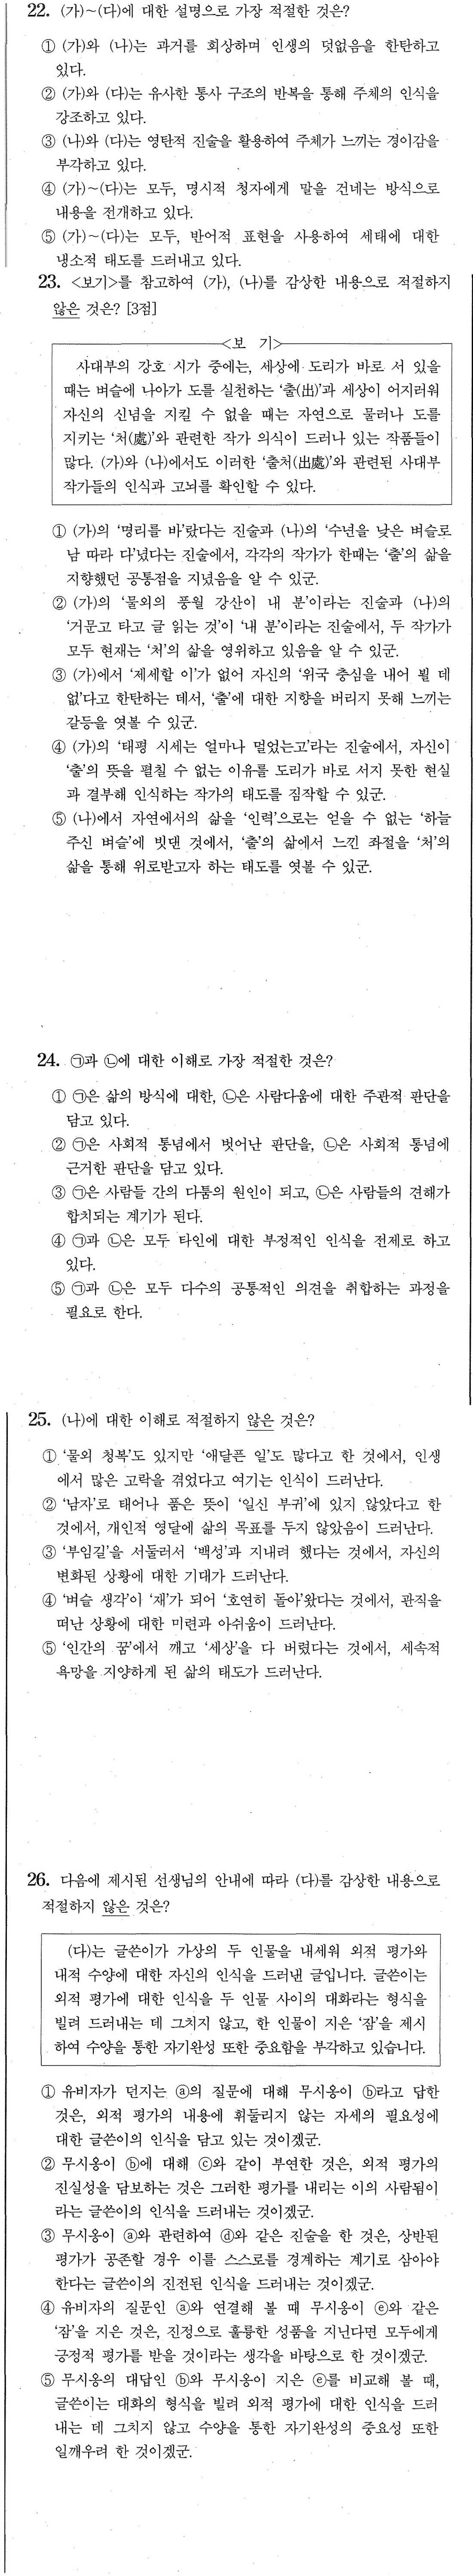 22. (가)~(다)에 대한 설명으로 가장 적절한 것은?
① (가)와 (나)는 과거를 회상하며 인생의 덧없음을 한탄하고
있다.
② (가)와 (다)는 유사한 통사 구조의 반복을 통해 주체의 인식을
강조하고 있다.
③ (나)와 (다)는 영탄적 진술을 활용하여 주체가 느끼는 경이감을
부각하고 있다.
④ (가)~(다)는 모두, 명시적 청자에게 말을 건네는 방식으로
내용을 전개하고 있다.
⑤ (가)~(다)는 모두, 반어적 표현을 사용하여 세태에 대한
냉소적 태도를 드러내고 있다.
23. <보기>를 참고하여 (가), (나)를 감상한 내용으로 적절하지
않은 것은? [3점]
<보 기>
사대부의 강호 시가 중에는, 세상에 도리가 바로 서 있을
때는 벼슬에 나아가 도를 실천하는 '출(出)'과 세상이 어지러워
자신의 신념을 지킬 수 없을 때는 자연으로 물러나 도를
지키는 '처(處)'와 관련한 작가 의식이 드러나 있는 작품들이
많다. (가)와 (나)에서도 이러한 '출처(出處)'와 관련된 사대부
작가들의 인식과 고뇌를 확인할 수 있다.
① (가)의 '명리를 바'랐다는 진술과 (나)의 '수년을 낮은 벼슬로
남 따라 다'녔다는 진술에서, 각각의 작가가 한때는 '출'의 삶을
지향했던 공통점을 지녔음을 알 수 있군.
② (가)의 '물외의 풍월 강산이 내 분'이라는 진술과 (나)의
'거문고 타고 글 읽는 것'이 '내 분'이라는 진술에서, 두 작가가
모두 현재는 '처'의 삶을 영위하고 있음을 알 수 있군.
③ (가)에서 '제세할 이'가 없어 자신의 '위국 충심을 내어 뵐 데
없'다고 한탄하는 데서, '출'에 대한 지향을 버리지 못해 느끼는
갈등을 엿볼 수 있군.
④ (가)의 '태평 시세는 얼마나 멀었는고'라는 진술에서, 자신이
'출'의 뜻을 펼칠 수 없는 이유를 도리가 바로 서지 못한 현실
과 결부해 인식하는 작가의 태도를 짐작할 수 있군.
⑤ (나)에서 자연에서의 삶을 '인력'으로는 얻을 수 없는 '하늘
주신 벼슬'에 빗댄 것에서, '출'의 삶에서 느낀 좌절을 '처'의
삶을 통해 위로받고자 하는 태도를 엿볼 수 있군.
24. ㉠과 ㉡에 대한 이해로 가장 적절한 것은?
① ㉠은 삶의 방식에 대한, ㉡은 사람다움에 대한 주관적 판단을
담고 있다.
② ㉠은 사회적 통념에서 벗어난 판단을, ㉡은 사회적 통념에
근거한 판단을 담고 있다.
③ ㉠은 사람들 간의 다툼의 원인이 되고, ㉡은 사람들의 견해가
합치되는 계기가 된다.
④ ㉠과 ㉡은 모두 타인에 대한 부정적인 인식을 전제로 하고
있다.
⑤ ㉠과 ㉡은 모두 다수의 공통적인 의견을 취합하는 과정을
필요로 한다.
25. (나)에 대한 이해로 적절하지 않은 것은?
① '물외 청복'도 있지만 '애달픈 일'도 많다고 한 것에서, 인생
에서 많은 고락을 겪었다고 여기는 인식이 드러난다.
② '남자'로 태어나 품은 뜻이 '일신 부귀'에 있지 않았다고 한
것에서, 개인적 영달에 삶의 목표를 두지 않았음이 드러난다.
③ '부임길'을 서둘러서 '백성'과 지내려 했다는 것에서, 자신의
변화된 상황에 대한 기대가 드러난다.
④ '벼슬 생각'이 '재'가 되어 '호연히 돌아'왔다는 것에서, 관직을
떠난 상황에 대한 미련과 아쉬움이 드러난다.
⑤ '인간의 꿈'에서 깨고 '세상'을 다 버렸다는 것에서, 세속적
욕망을 지양하게 된 삶의 태도가 드러난다.
26. 다음에 제시된 선생님의 안내에 따라 (다)를 감상한 내용으로
적절하지 않은 것은?
(다)는 글쓴이가 가상의 두 인물을 내세워 외적 평가와
내적 수양에 대한 자신의 인식을 드러낸 글입니다. 글쓴이는
외적 평가에 대한 인식을 두 인물 사이의 대화라는 형식을
빌려 드러내는 데 그치지 않고, 한 인물이 지은 '잠'을 제시
하여 수양을 통한 자기완성 또한 중요함을 부각하고 있습니다.
① 유비자가 던지는 ⓐ의 질문에 대해 무시옹이 ⓑ라고 답한
것은, 외적 평가의 내용에 휘둘리지 않는 자세의 필요성에
대한 글쓴이의 인식을 담고 있는 것이겠군.
② 무시옹이 ⓑ에 대해 ⓒ와 같이 부연한 것은, 외적 평가의
진실성을 담보하는 것은 그러한 평가를 내리는 이의 사람됨이
라는 글쓴이의 인식을 드러내는 것이겠군.
③ 무시옹이 ⓐ와 관련하여 ⓓ와 같은 진술을 한 것은, 상반된
평가가 공존할 경우 이를 스스로를 경계하는 계기로 삼아야
한다는 글쓴이의 진전된 인식을 드러내는 것이겠군.
④ 유비자의 질문인 ⓐ와 연결해 볼 때 무시옹이 ⓔ와 같은
'잠'을 지은 것은, 진정으로 훌륭한 성품을 지닌다면 모두에게
긍정적 평가를 받을 것이라는 생각을 바탕으로 한 것이겠군.
⑤ 무시옹의 대답인 ⓑ와 무시옹이 지은 ⓔ를 비교해 볼 때,
글쓴이는 대화의 형식을 빌려 외적 평가에 대한 인식을 드러
내는 데 그치지 않고 수양을 통한 자기완성의 중요성 또한
일깨우려 한 것이겠군.